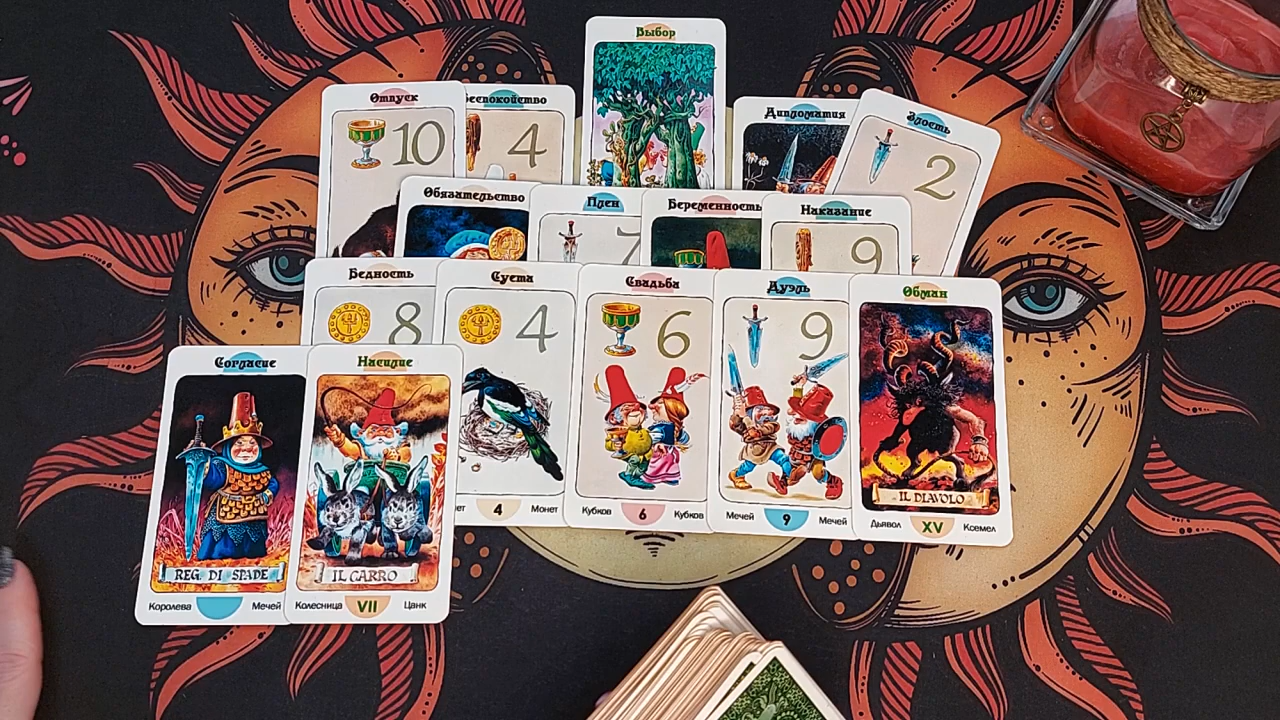 Выбор
Отпуск
10
Беспокойство
4
Дипломатия
Злость
2
Обязательство
Плен
7
Беременность
Наказание
9
Бедность
8
Суета
4
4
Монет
Свадьба
6
Кубков 6 Кубков
Дуэль
9
Мечей 9 Мечей
Обман
IL DIAVOLO
Дьявол XV Ксемел
Согласие
REG. DI SPADE
Королева Мечей
Насилие
IL CARRO
Колесница VII Цаик